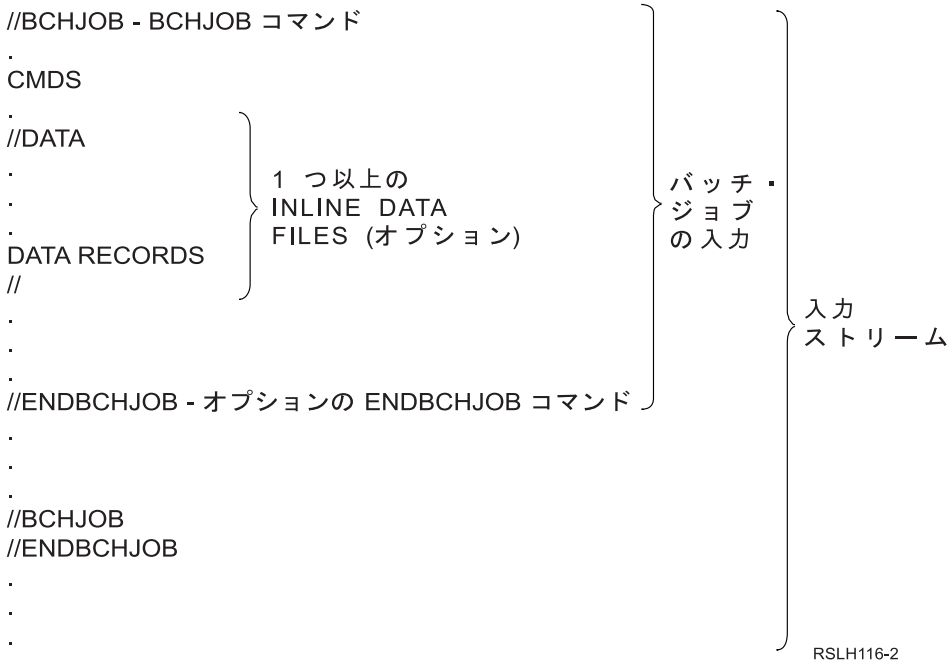 //BCHJOB - BCHJOB コマンド
.
CMDS
.
//DATA
.
.
.
DATA RECORDS
//
.
.
.
//ENDBCHJOB - オプションの ENDBCHJOB コマンド
.
.
.
//BCHJOB
//ENDBCHJOB
.
.
.
1 つ以上の
INLINE DATA
FILES (オプション)
バッチ・
ジョブ
の入力
入力
ストリーム
RSLH116-2